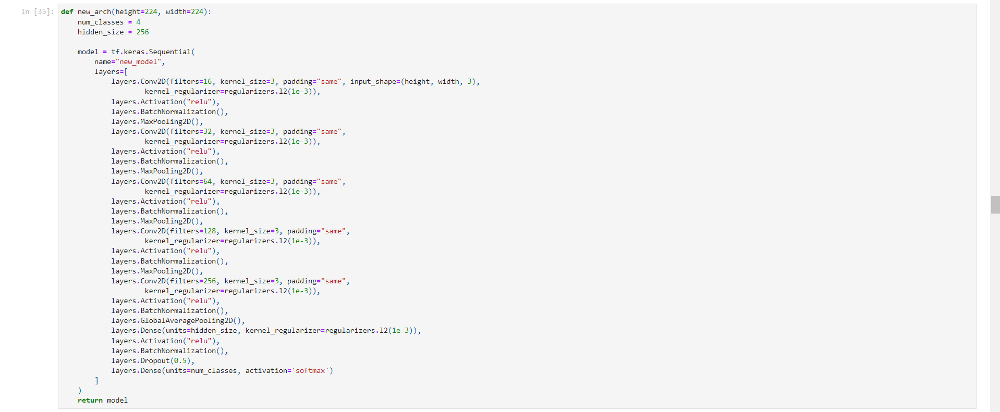 In [35]: def new_arch(height=224, width=224):
    num_classes = 4
    hidden_size = 256

    model = tf.keras.Sequential(
        name="new_model",
        layers=[
            layers.Conv2D(filters=16, kernel_size=3, padding="same", input_shape=(height, width, 3),
                    kernel_regularizer=regularizers.l2(1e-3)),
            layers.Activation("relu"),
            layers.BatchNormalization(),
            layers.MaxPooling2D(),
            layers.Conv2D(filters=32, kernel_size=3, padding="same",
                    kernel_regularizer=regularizers.l2(1e-3)),
            layers.Activation("relu"),
            layers.BatchNormalization(),
            layers.MaxPooling2D(),
            layers.Conv2D(filters=64, kernel_size=3, padding="same",
                    kernel_regularizer=regularizers.l2(1e-3)),
            layers.Activation("relu"),
            layers.BatchNormalization(),
            layers.MaxPooling2D(),
            layers.Conv2D(filters=128, kernel_size=3, padding="same",
                    kernel_regularizer=regularizers.l2(1e-3)),
            layers.Activation("relu"),
            layers.BatchNormalization(),
            layers.MaxPooling2D(),
            layers.Conv2D(filters=256, kernel_size=3, padding="same",
                    kernel_regularizer=regularizers.l2(1e-3)),
            layers.Activation("relu"),
            layers.BatchNormalization(),
            layers.GlobalAveragePooling2D(),
            layers.Dense(units=hidden_size, kernel_regularizer=regularizers.l2(1e-3)),
            layers.Activation("relu"),
            layers.BatchNormalization(),
            layers.Dropout(0.5),
            layers.Dense(units=num_classes, activation='softmax')
        ]
    )
    return model